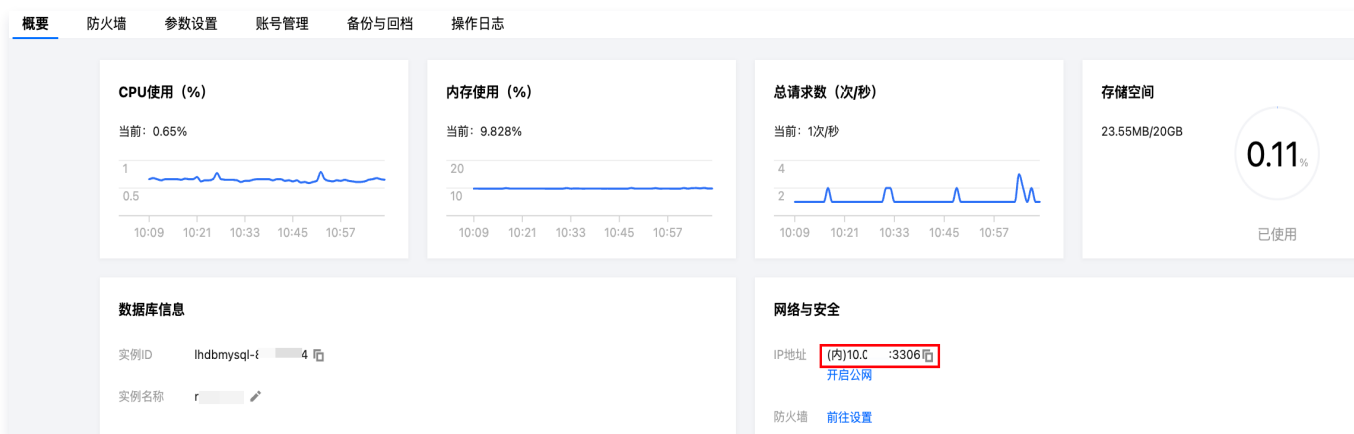 概要 防火墙 参数设置 账号管理 备份与回档 操作日志
CPU使用（%）
当前：0.65%
1
0.5
10:09 10:21 10:33 10:45 10:57
内存使用（%）
当前：9.828%
20
10
10:09 10:21 10:33 10:45 10:57
总请求数（次/秒）
当前：1次/秒
4
2
10:09 10:21 10:33 10:45 10:57
存储空间
23.55MB/20GB
0.11%
已使用
数据库信息
实例ID lhdbmysql-8 4
实例名称 r
网络与安全
IP地址 (内)10.0 :3306
开启公网
防火墙 前往设置